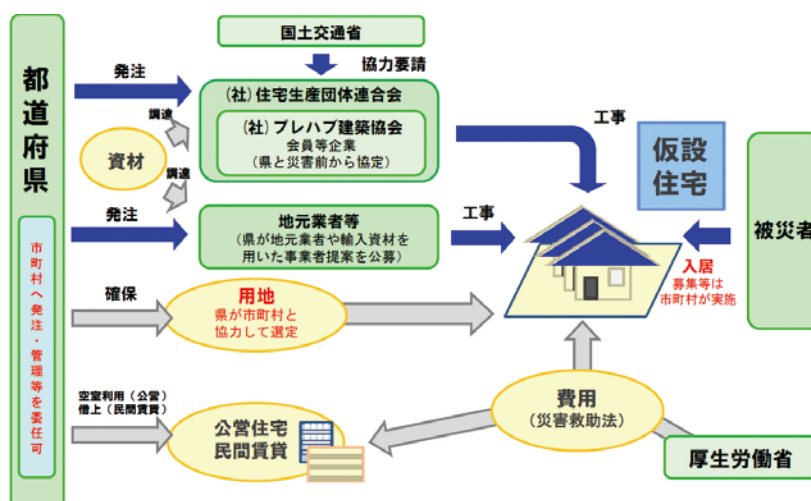 都道府県
市町村へ発注・管理等を委任可
国土交通省
協力要請
発注
(社)住宅生産団体連合会
(社)プレハブ建築協会
会員等企業
(県と災害前から協定)
調達
資材
調達
発注
地元業者等
(県が地元業者や輸入資材を
用いた事業者提案を公募)
工事
工事
仮設
住宅
被災者
入居
募集等は
市町村が実施
確保
用地
県が市町村と
協力して選定
空室利用(公営)
借上(民間賃貸)
公営住宅
民間賃貸
費用
(災害救助法)
厚生労働省